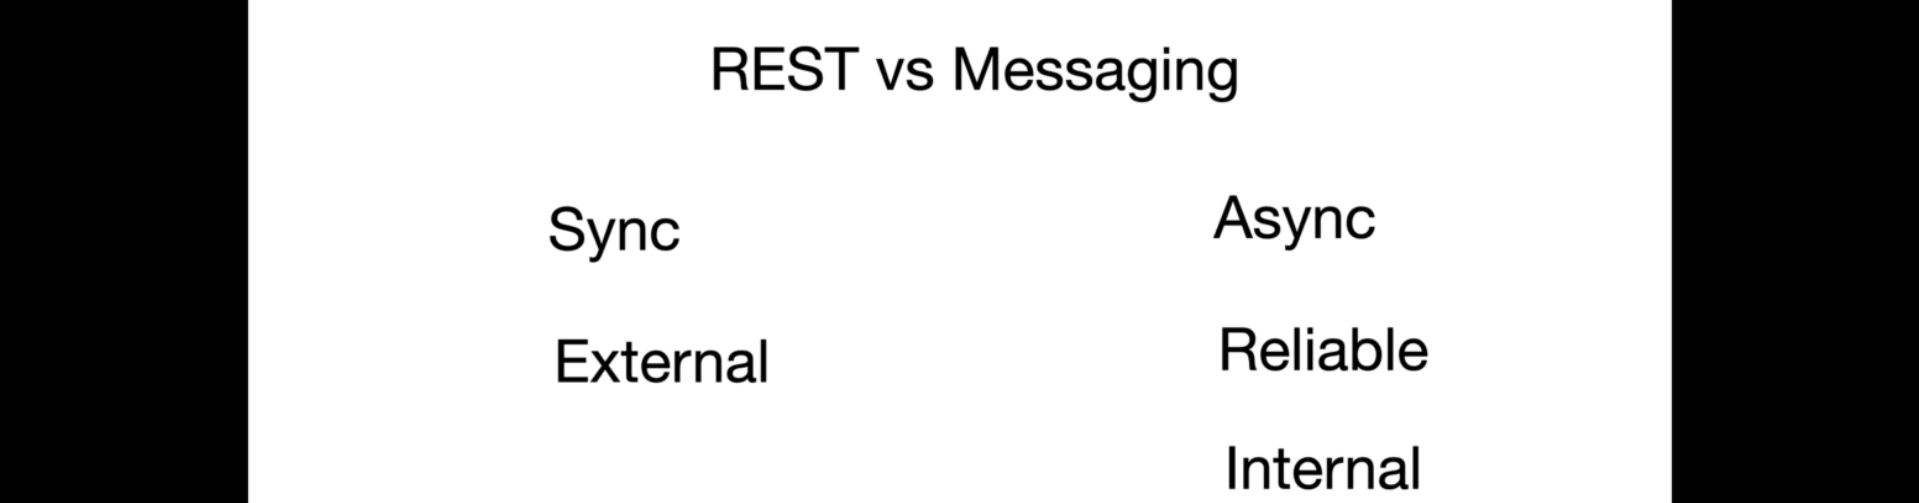 REST vs Messaging
Sync
Async
External
Reliable
Internal